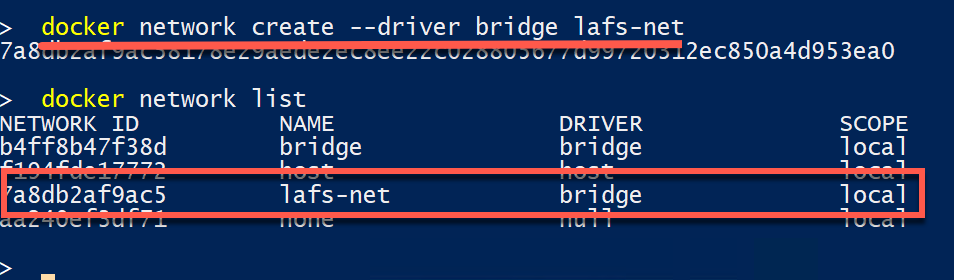 > docker network create --driver bridge lafs-net
7a8db2af9ac58178e29aede2ec8ee22c028805677d99720312ec850a4d953ea0
> docker network list
NETWORK ID NAME DRIVER SCOPE
b4ff8b47f38d bridge bridge local
f194fde17772 host host local
7a8db2af9ac5 lafs-net bridge local
aa240ef3df71 none null local
>